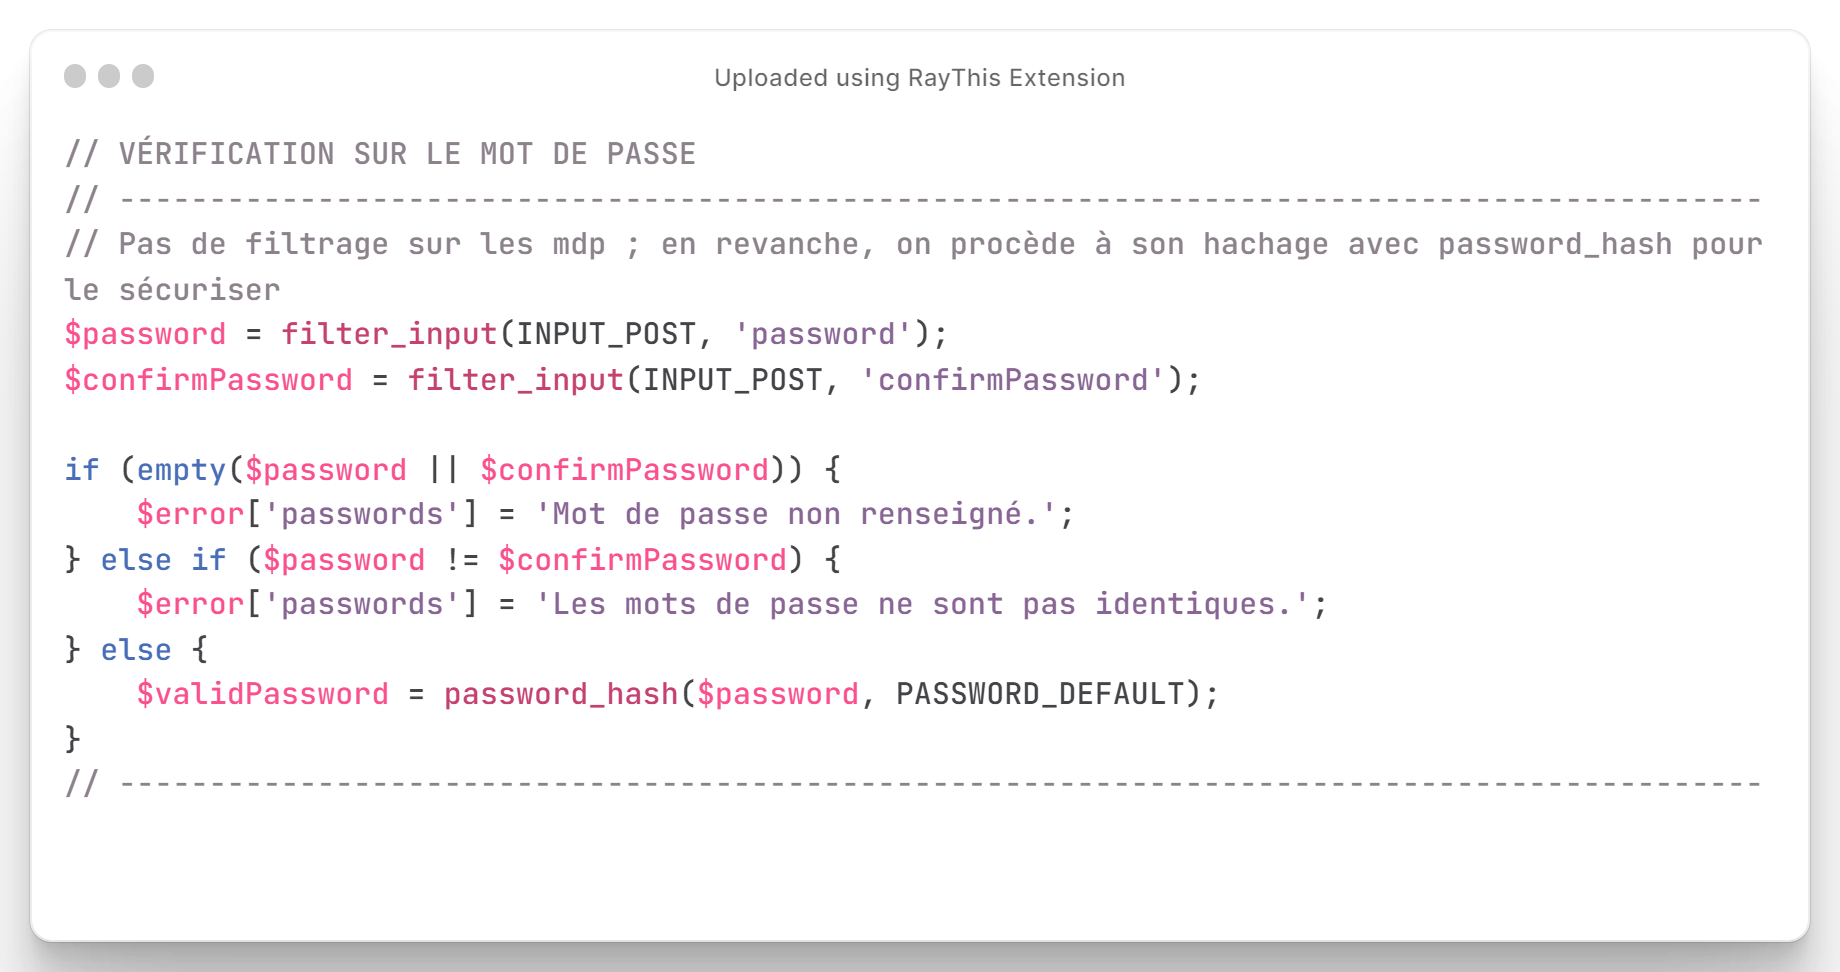 Uploaded using RayThis Extension
// VÉRIFICATION SUR LE MOT DE PASSE
// -------------------------------------------------------------------------------------------
// Pas de filtrage sur les mdp ; en revanche, on procède à son hachage avec password_hash pour
le sécuriser
$password = filter_input(INPUT_POST, 'password');
$confirmPassword = filter_input(INPUT_POST, 'confirmPassword');

if (empty($password || $confirmPassword)) {
    $error['passwords'] = 'Mot de passe non renseigné.';
} else if ($password != $confirmPassword) {
    $error['passwords'] = 'Les mots de passe ne sont pas identiques.';
} else {
    $validPassword = password_hash($password, PASSWORD_DEFAULT);
}
// -------------------------------------------------------------------------------------------